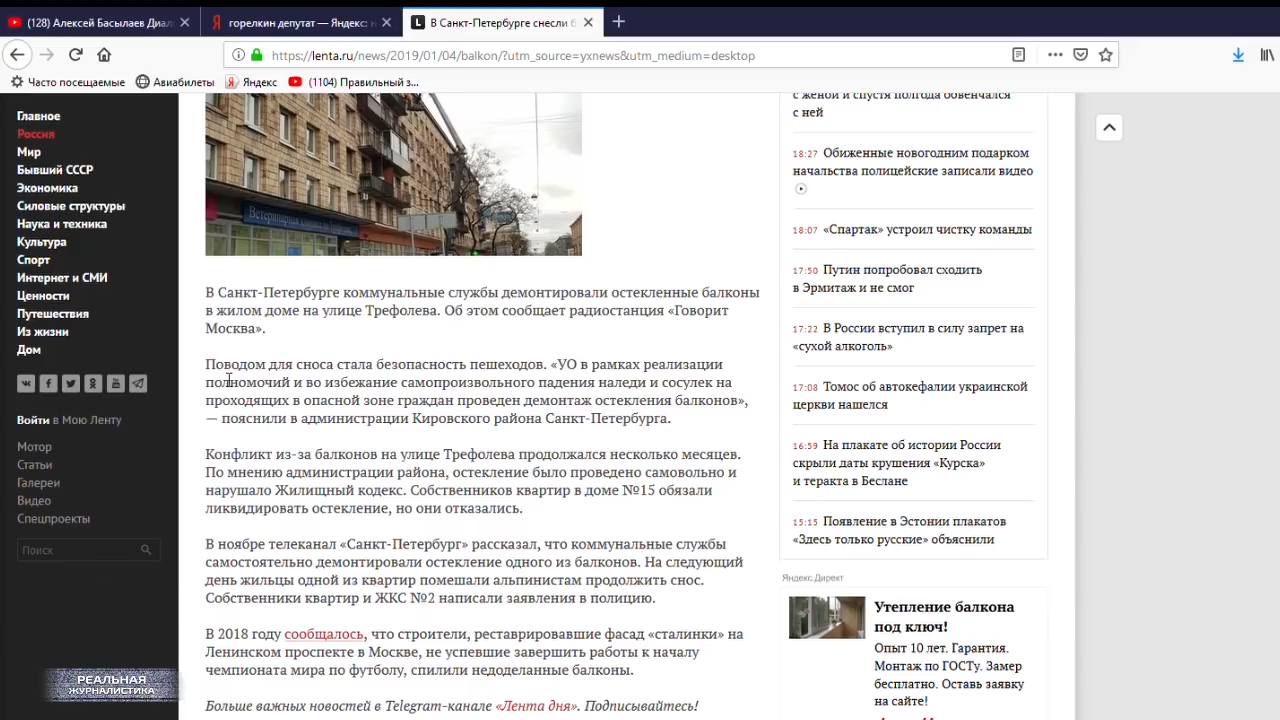 (128) Алексей Басылаев Диал
горелкин депутат — Яндекс: н
В Санкт-Петербурге снесли б
https://lenta.ru/news/2019/01/04/balkon/?utm_source=yxnews&utm_medium=desktop
Часто посещаемые
Авиабилеты
Яндекс
(1104) Правильный з...
Главное
Россия
Мир
Бывший СССР
Экономика
Силовые структуры
Наука и техника
Культура
Спорт
Интернет и СМИ
Ценности
Путешествия
Из жизни
Дом
Войти в Мою Ленту
Мотор
Статьи
Галереи
Видео
Спецпроекты
Поиск
РЕАЛЬНАЯ
ЖУРНАЛИСТИКА
Ветеринарная
В Санкт-Петербурге коммунальные службы демонтировали остекленные балконы
в жилом доме на улице Трефолева. Об этом сообщает радиостанция «Говорит
Москва».
Поводом для сноса стала безопасность пешеходов. «УО в рамках реализации
полномочий и во избежание самопроизвольного падения наледи и сосулек на
проходящих в опасной зоне граждан проведен демонтаж остекления балконов»,
— пояснили в администрации Кировского района Санкт-Петербурга.
Конфликт из-за балконов на улице Трефолева продолжался несколько месяцев.
По мнению администрации района, остекление было проведено самовольно и
нарушало Жилищный кодекс. Собственников квартир в доме №15 обязали
ликвидировать остекление, но они отказались.
В ноябре телеканал «Санкт-Петербург» рассказал, что коммунальные службы
самостоятельно демонтировали остекление одного из балконов. На следующий
день жильцы одной из квартир помешали альпинистам продолжить снос.
Собственники квартир и ЖКС №2 написали заявления в полицию.
В 2018 году сообщалось, что строители, реставрировавшие фасад «сталинки» на
Ленинском проспекте в Москве, не успевшие завершить работы к началу
чемпионата мира по футболу, спилили недоделанные балконы.
Больше важных новостей в Telegram-канале «Лента дня». Подписывайтесь!
с женой и спустя полгода обвенчался
с ней
18:27 Обиженные новогодним подарком
начальства полицейские записали видео
18:07 «Спартак» устроил чистку команды
17:50 Путин попробовал сходить
в Эрмитаж и не смог
17:22 В России вступил в силу запрет на
«сухой алкоголь»
17:08 Томос об автокефалии украинской
церкви нашелся
16:59 На плакате об истории России
скрыли даты крушения «Курска»
и теракта в Беслане
15:15 Появление в Эстонии плакатов
«Здесь только русские» объяснили
Яндекс.Директ
Утепление балкона
под ключ!
Опыт 10 лет. Гарантия.
Монтаж по ГОСТу. Замер
бесплатно. Оставь заявку
на сайте!